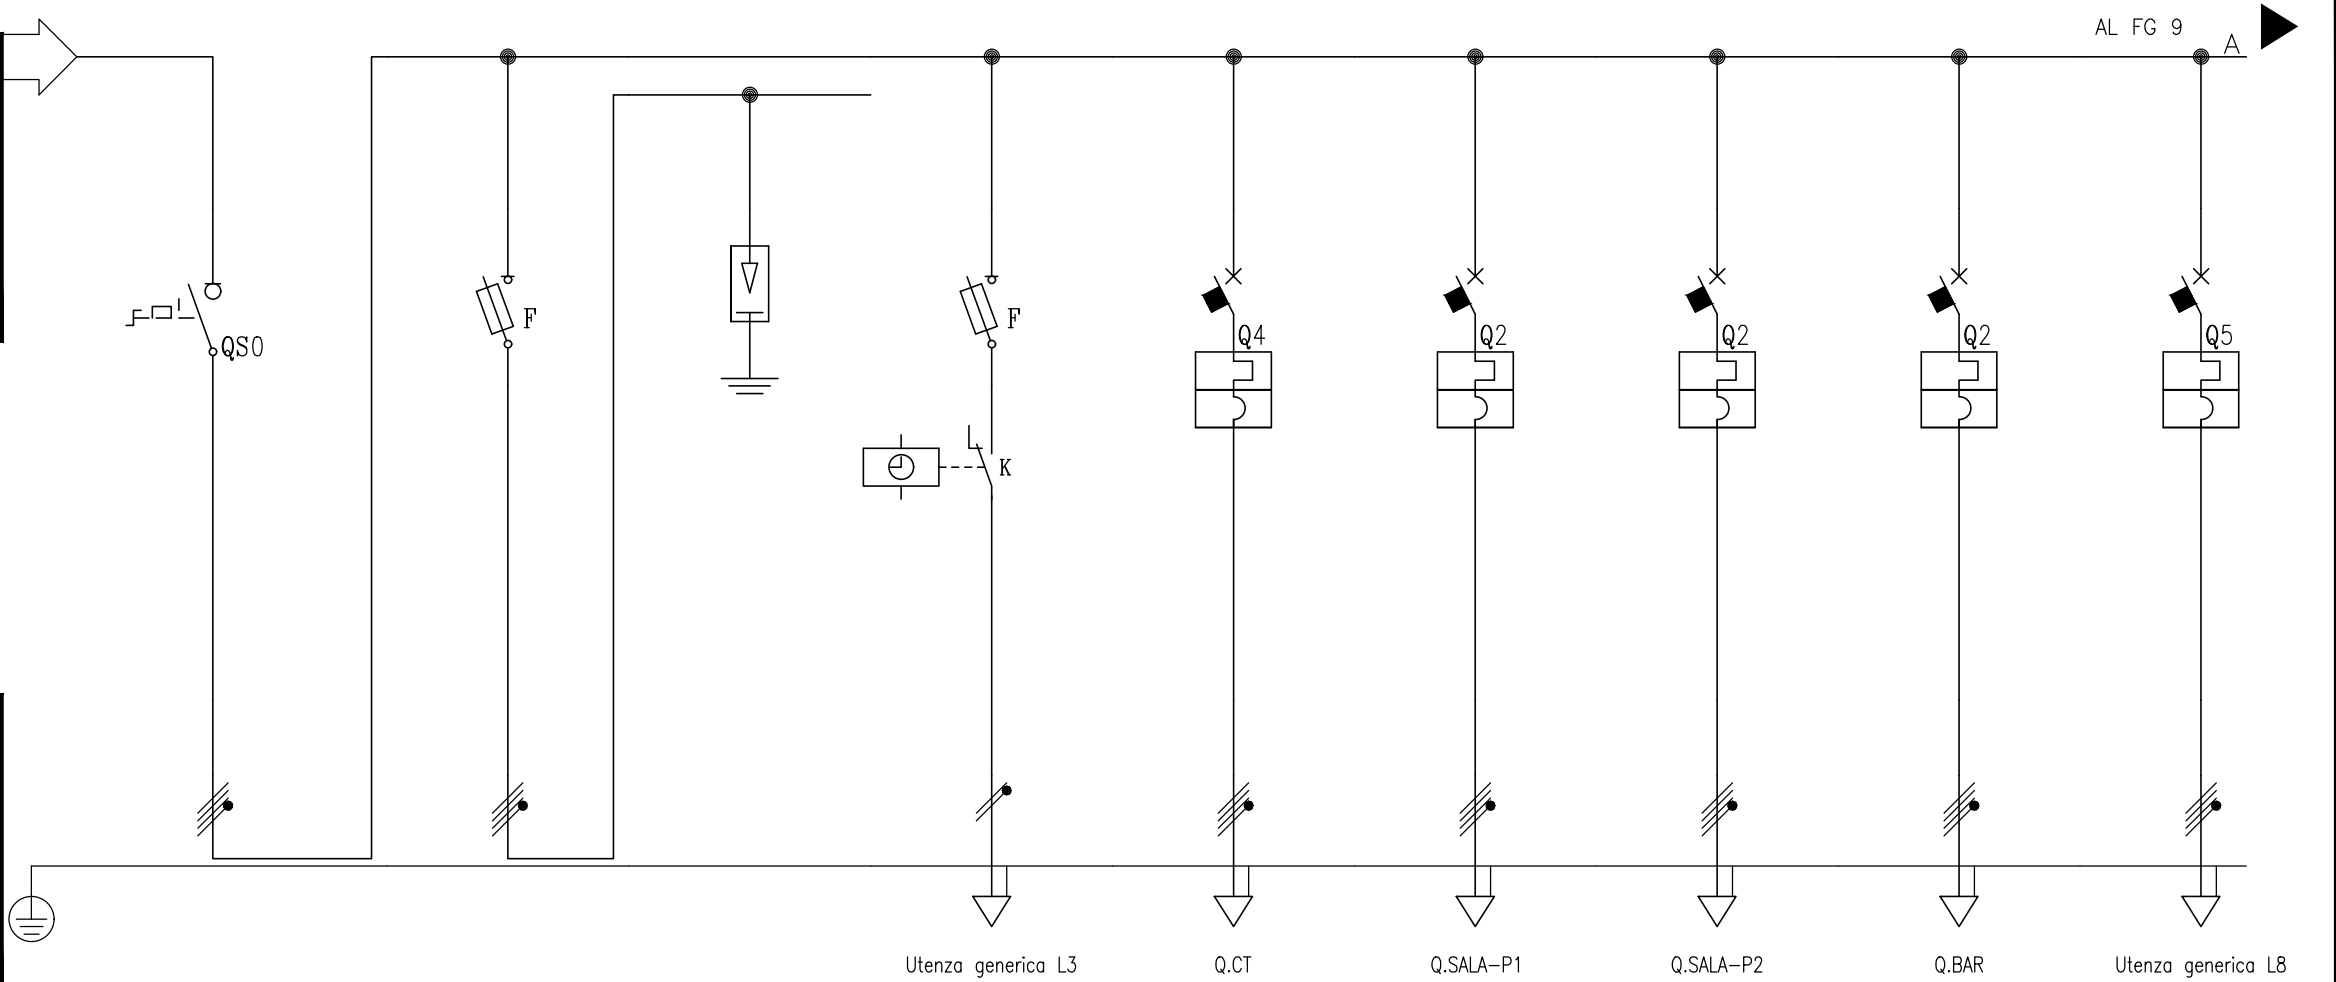 AL FG 9
A
QS0
F
F
K
Q4
Q2
Q2
Q2
Q5
Utenza generica L3
Q.CT
Q.SALA-P1
Q.SALA-P2
Q.BAR
Utenza generica L8